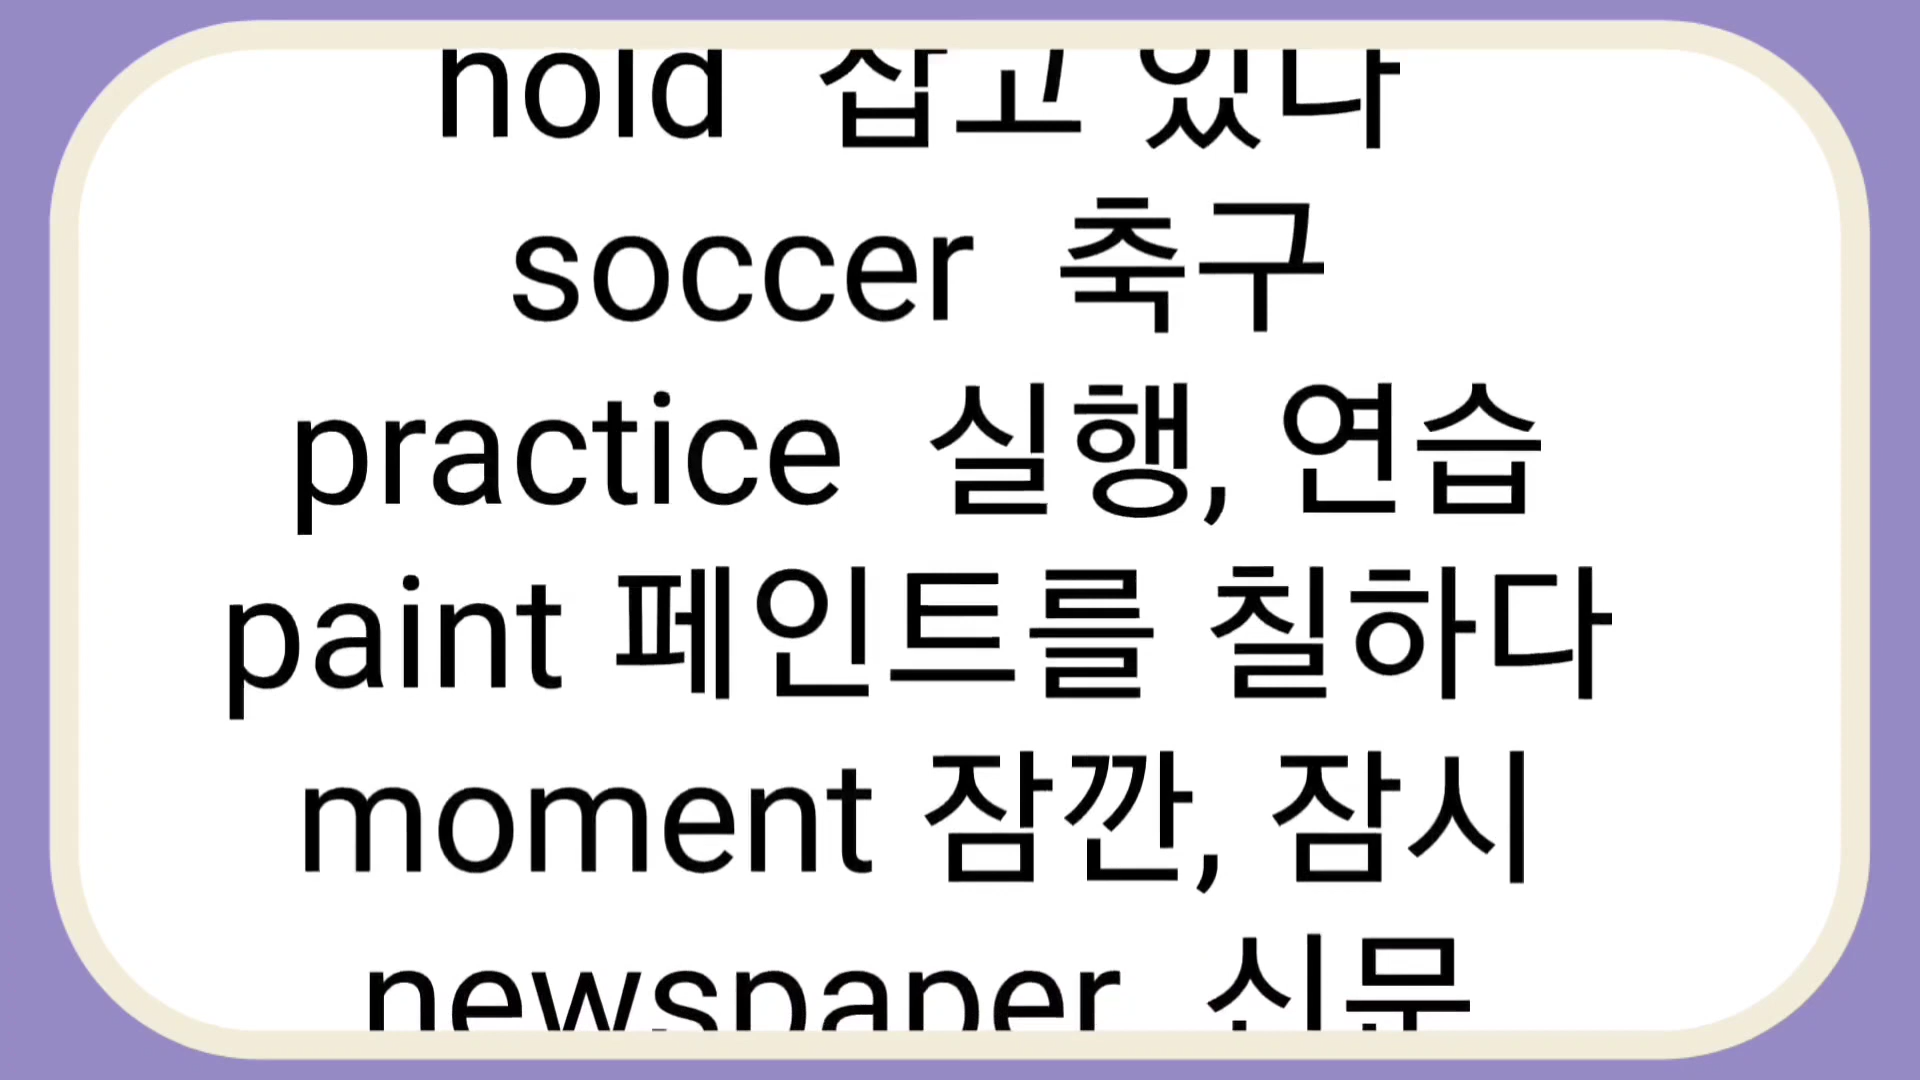 hold 잡고 있다
soccer 축구
practice 실행, 연습
paint 페인트를 칠하다
moment 잠깐, 잠시
newspaper 신문